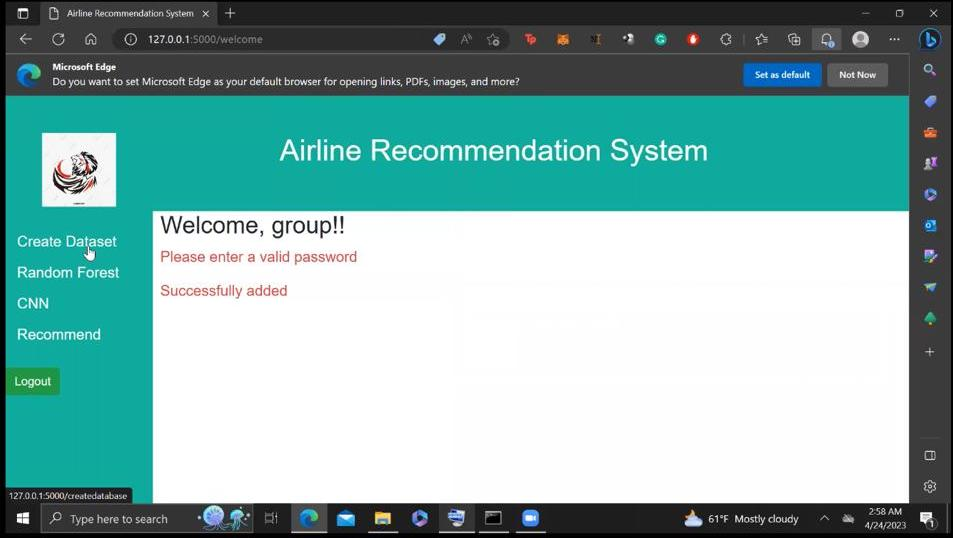 Airline Recommendation System
127.0.0.1:5000/welcome
Microsoft Edge
Do you want to set Microsoft Edge as your default browser for opening links, PDFs, images, and more?
Set as default
Not Now
Airline Recommendation System
Welcome, group!!
Please enter a valid password
Successfully added
Create Dataset
Random Forest
CNN
Recommend
Logout
127.0.0.1:5000/createdatabase
Type here to search
61°F Mostly cloudy
2:58 AM
4/24/2023